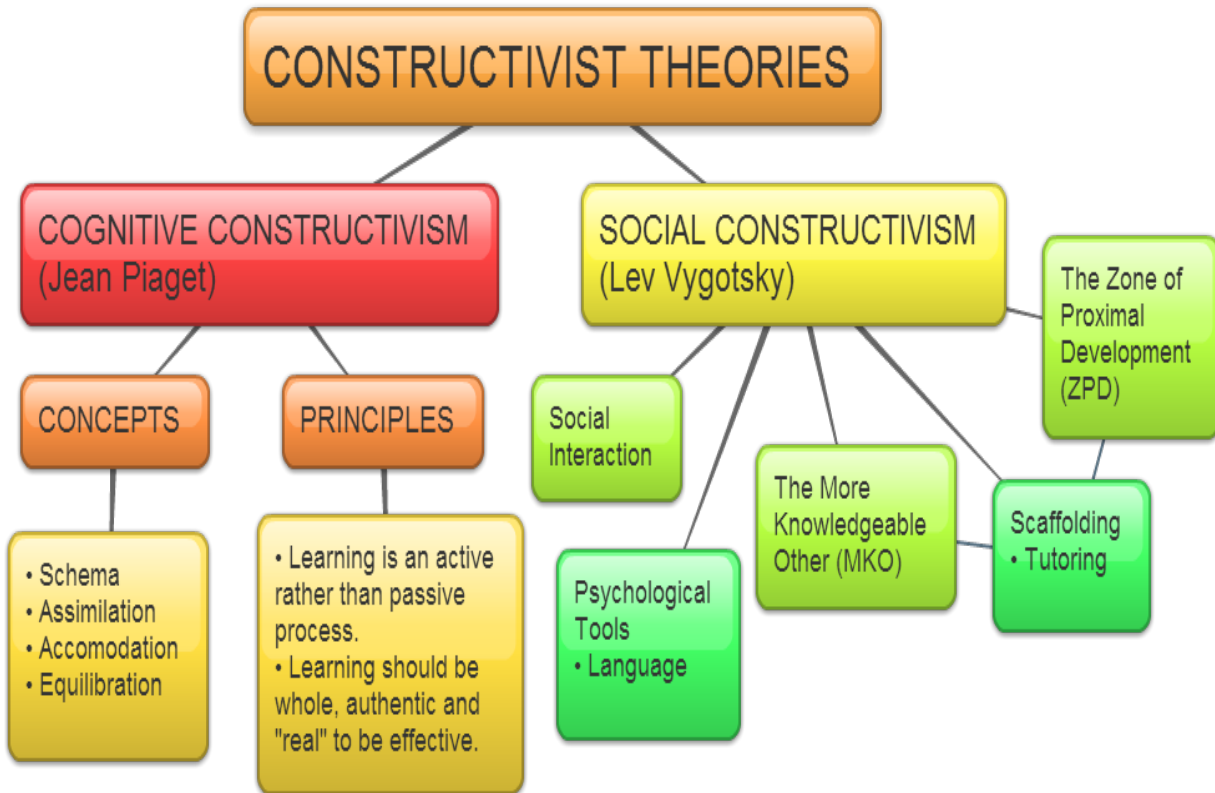 CONSTRUCTIVIST THEORIES
COGNITIVE CONSTRUCTIVISM
(Jean Piaget)
SOCIAL CONSTRUCTIVISM
(Lev Vygotsky)
The Zone of
Proximal
Development
(ZPD)
CONCEPTS
PRINCIPLES
Social
Interaction
The More
Knowledgeable
Other (MKO)
Scaffolding
• Tutoring
• Schema
• Assimilation
• Accomodation
• Equilibration
• Learning is an active
rather than passive
process.
• Learning should be
whole, authentic and
"real" to be effective.
Psychological
Tools
• Language